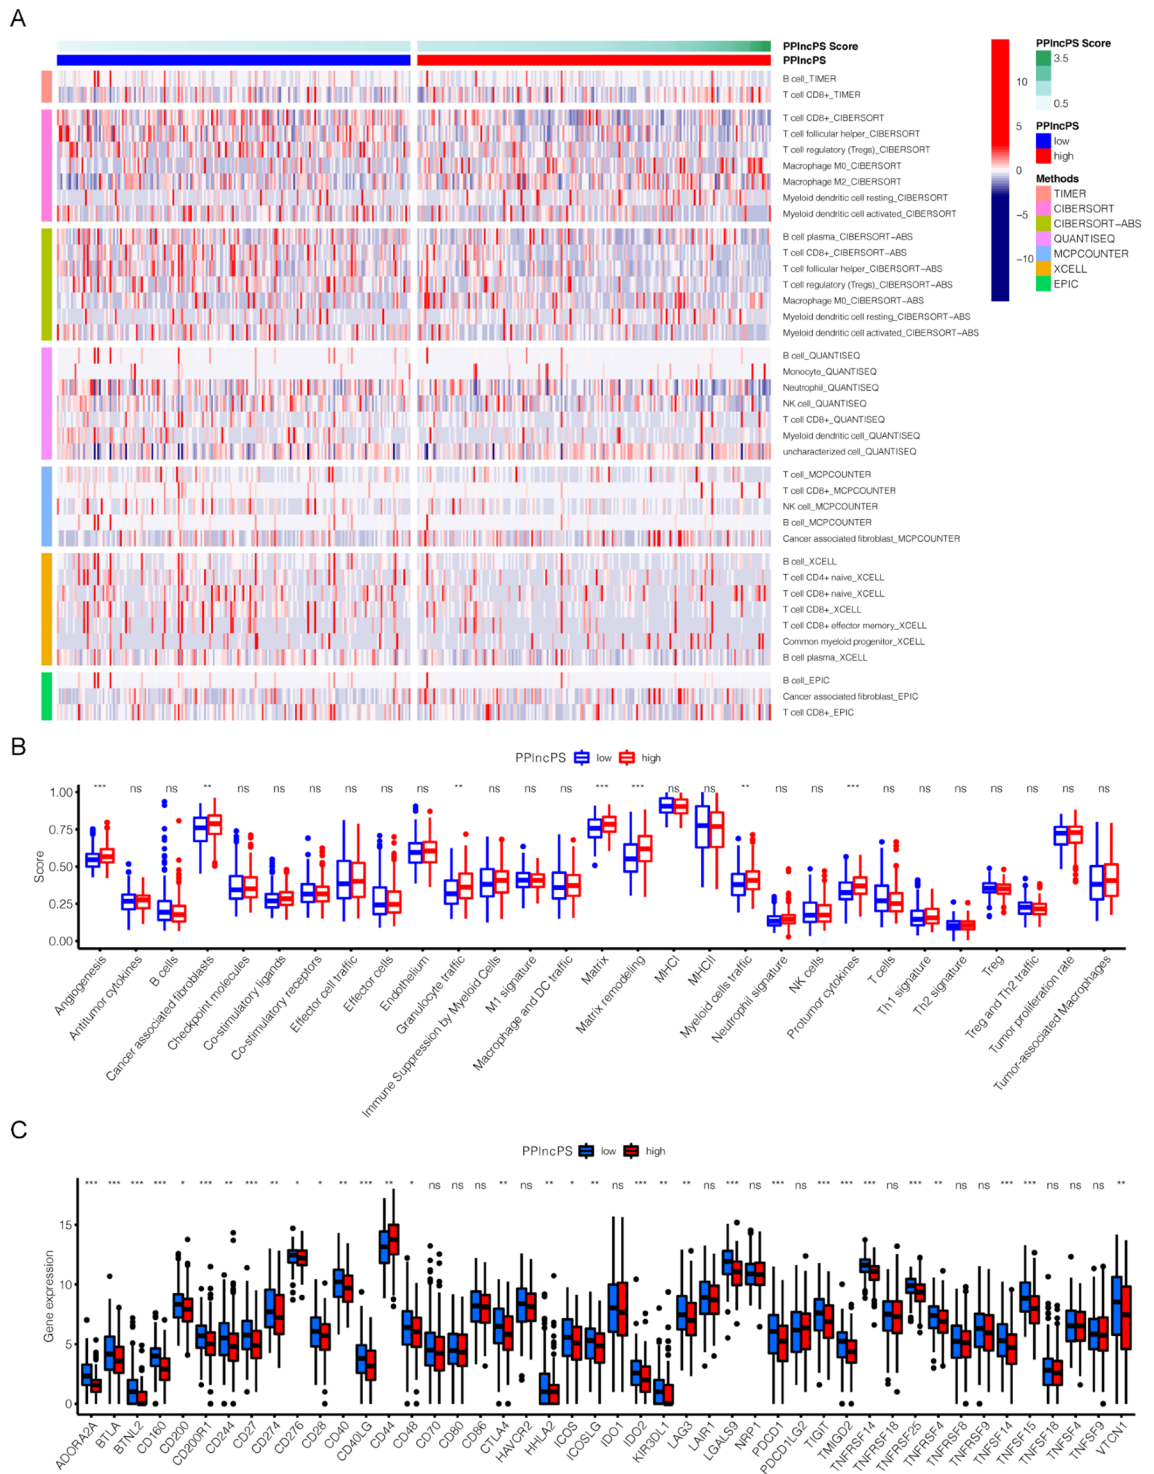 A
PPlncPS Score
PPlncPS
B cell_TIMER
T cell CD8+_TIMER
T cell CD8+_CIBERSORT
T cell follicular helper_CIBERSORT
T cell regulatory (Tregs)_CIBERSORT
Macrophage M0_CIBERSORT
Macrophage M2_CIBERSORT
Myeloid dendritic cell resting_CIBERSORT
Myeloid dendritic cell activated_CIBERSORT
B cell plasma_CIBERSORT-ABS
T cell CD8+_CIBERSORT-ABS
T cell follicular helper_CIBERSORT-ABS
T cell regulatory (Tregs)_CIBERSORT-ABS
Macrophage M0_CIBERSORT-ABS
Myeloid dendritic cell resting_CIBERSORT-ABS
Myeloid dendritic cell activated_CIBERSORT-ABS
B cell_QUANTISEQ
Monocyte_QUANTISEQ
Neutrophil_QUANTISEQ
NK cell_QUANTISEQ
T cell CD8+_QUANTISEQ
Myeloid dendritic cell_QUANTISEQ
uncharacterized cell_QUANTISEQ
T cell_MCPCOUNTER
T cell CD8+_MCPCOUNTER
NK cell_MCPCOUNTER
B cell_MCPCOUNTER
Cancer associated fibroblast_MCPCOUNTER
B cell_XCELL
T cell CD4+ naive_XCELL
T cell CD8+ naive_XCELL
T cell CD8+_XCELL
T cell CD8+ effector memory_XCELL
Common myeloid progenitor_XCELL
B cell plasma_XCELL
B cell_EPIC
Cancer associated fibroblast_EPIC
T cell CD8+_EPIC
10
5
0
-5
-10
PPlncPS Score
3.5
0.5
PPlncPS
low
high
Methods
TIMER
CIBERSORT
CIBERSORT-ABS
QUANTISEQ
MCPCOUNTER
XCELL
EPIC
B
PPlncPS low high
*** ns ns ** ns ns ns ns ns ns ** ns ns ns *** *** ns ns ** ns ns *** ns ns ns ns ns ns ns
Score
1.00
0.75
0.50
0.25
0.00
Angiogenesis
Antitumor cytokines
B cells
Cancer associated fibroblasts
Checkpoint molecules
Co-stimulatory ligands
Co-stimulatory receptors
Effector cell traffic
Effector cells
Endothelium
Granulocyte traffic
Immune Suppression by Myeloid Cells
M1 signature
Macrophage and DC traffic
Matrix
Matrix remodeling
MHCI
MHCII
Myeloid cells traffic
Neutrophil signature
NK cells
Protumor cytokines
T cells
Th1 signature
Th2 signature
Treg
Treg and Th2 traffic
Tumor proliferation rate
Tumor-associated Macrophages
C
PPlncPS low high
*** *** *** *** * *** ** *** ** * * ** *** ** * ns ns ns ** ns ** * ** ns *** *** ** ns *** ns *** ns *** *** *** ns *** ** ns ns *** *** ns ns ns **
Gene expression
15
10
5
0
ADORA2A
BTLA
BTNL2
CD160
CD200
CD200R1
CD244
CD27
CD274
CD276
CD28
CD40
CD40LG
CD44
CD48
CD70
CD80
CD86
CTLA4
HAVCR2
HHLA2
ICOS
ICOSLG
IDO1
IDO2
KIR3DL1
LAG3
LAIR1
LGALS9
NRP1
PDCD1
PDCD1LG2
TIGIT
TMIGD2
TNFRSF14
TNFRSF18
TNFRSF25
TNFRSF4
TNFRSF8
TNFRSF9
TNFSF14
TNFSF15
TNFSF18
TNFSF4
TNFSF9
VTCN1